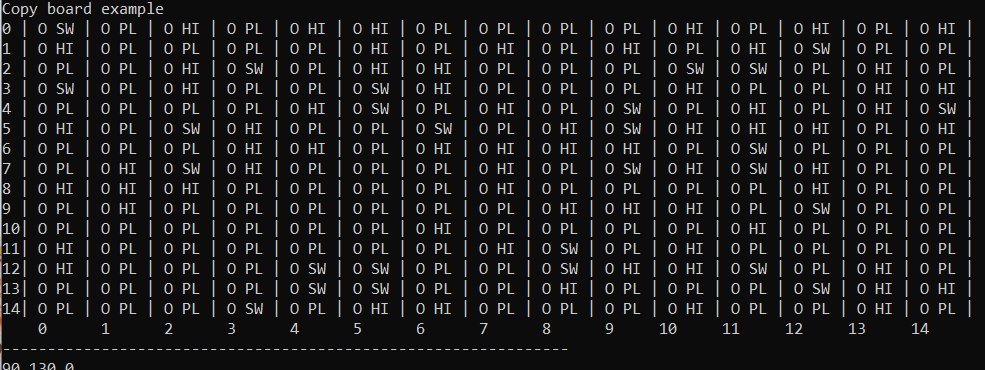 Copy board example
0 | O SW | O PL | O HI | O PL | O HI | O HI | O PL | O PL | O HI | O PL | O HI | O PL | O HI | O PL | O HI |
1 | O HI | O PL | O PL | O PL | O PL | O PL | O PL | O HI | O PL | O HI | O PL | O HI | O SW | O PL | O PL |
2 | O PL | O PL | O HI | O SW | O PL | O HI | O HI | O PL | O PL | O PL | O SW | O SW | O PL | O HI | O PL |
3 | O SW | O HI | O PL | O PL | O PL | O SW | O HI | O PL | O PL | O PL | O PL | O PL | O PL | O PL | O PL |
4 | O PL | O PL | O PL | O PL | O HI | O SW | O PL | O HI | O PL | O SW | O PL | O HI | O PL | O HI | O SW |
5 | O HI | O PL | O SW | O HI | O PL | O PL | O SW | O PL | O HI | O SW | O PL | O HI | O PL | O PL | O HI |
6 | O PL | O PL | O PL | O HI | O HI | O PL | O HI | O HI | O HI | O HI | O PL | O SW | O PL | O PL | O PL |
7 | O PL | O HI | O SW | O HI | O PL | O PL | O PL | O PL | O HI | O SW | O PL | O SW | O HI | O PL | O PL |
8 | O HI | O HI | O HI | O PL | O PL | O PL | O PL | O HI | O PL | O PL | O HI | O HI | O PL | O PL | O PL |
9 | O PL | O HI | O PL | O PL | O PL | O PL | O PL | O PL | O HI | O HI | O HI | O PL | O SW | O PL | O PL |
10| O PL | O PL | O PL | O PL | O PL | O PL | O HI | O PL | O PL | O PL | O PL | O HI | O PL | O PL | O PL |
11| O HI | O PL | O PL | O PL | O PL | O PL | O PL | O HI | O SW | O PL | O HI | O PL | O PL | O HI | O PL |
12| O HI | O PL | O PL | O PL | O SW | O SW | O PL | O PL | O SW | O HI | O HI | O SW | O PL | O HI | O PL |
13| O PL | O PL | O PL | O PL | O SW | O SW | O PL | O PL | O HI | O PL | O PL | O PL | O SW | O HI | O HI |
14| O PL | O PL | O PL | O SW | O PL | O HI | O HI | O PL | O PL | O PL | O HI | O PL | O PL | O HI | O PL |
0 1 2 3 4 5 6 7 8 9 10 11 12 13 14
---------------------------------------------------------------
90 130 0